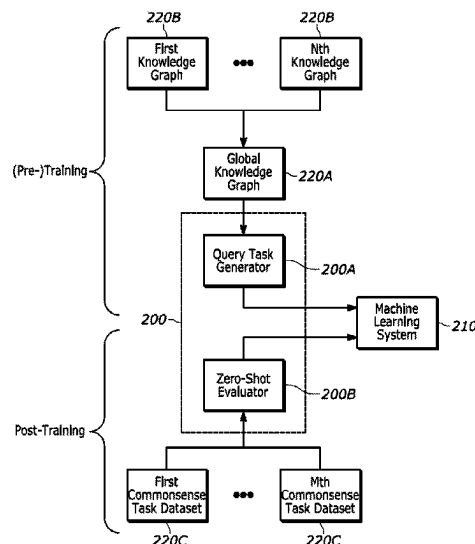 220B
220B
First
Knowledge
Graph
•••
Nth
Knowledge
Graph
(Pre-)Training
Global
Knowledge
Graph
220A
Query Task
Generator
200A
200
Machine
Learning
System
210
Zero-Shot
Evaluator
200B
Post-Training
First
Commonsense
Task Dataset
•••
Mth
Commonsense
Task Dataset
220C
220C